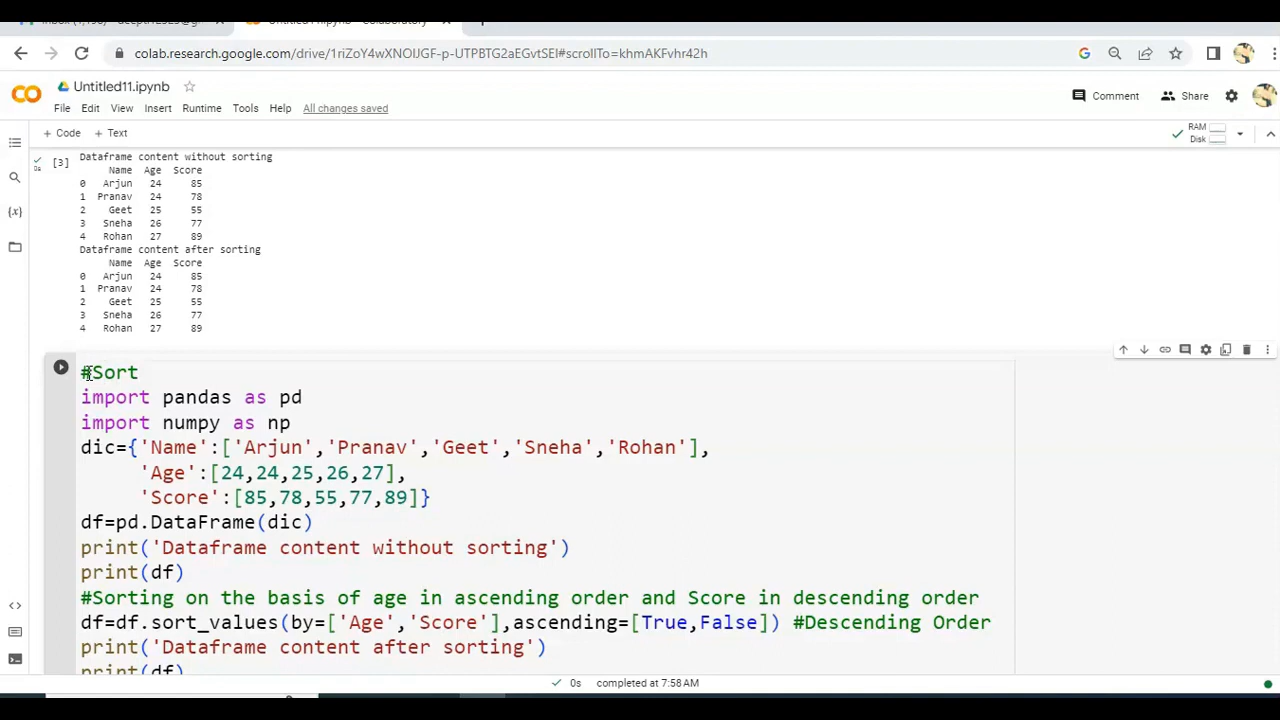 colab.research.google.com/drive/1riZoY4wXNOIJGF-p-UTPBTG2aEGvtSEI#scrollTo=khmAKFvhr42h
Untitled11.ipynb
File Edit View Insert Runtime Tools Help All changes saved
Comment Share
+ Code + Text
RAM
Disk
[3]
0s
Dataframe content without sorting
Name Age Score
0 Arjun 24 85
1 Pranav 24 78
2 Geet 25 55
3 Sneha 26 77
4 Rohan 27 89
Dataframe content after sorting
Name Age Score
0 Arjun 24 85
1 Pranav 24 78
2 Geet 25 55
3 Sneha 26 77
4 Rohan 27 89
#Sort
import pandas as pd
import numpy as np
dic={'Name':['Arjun','Pranav','Geet','Sneha','Rohan'],
'Age':[24,24,25,26,27],
'Score':[85,78,55,77,89]}
df=pd.DataFrame(dic)
print('Dataframe content without sorting')
print(df)
#Sorting on the basis of age in ascending order and Score in descending order
df=df.sort_values(by=['Age','Score'],ascending=[True,False]) #Descending Order
print('Dataframe content after sorting')
print(df)
0s completed at 7:58 AM